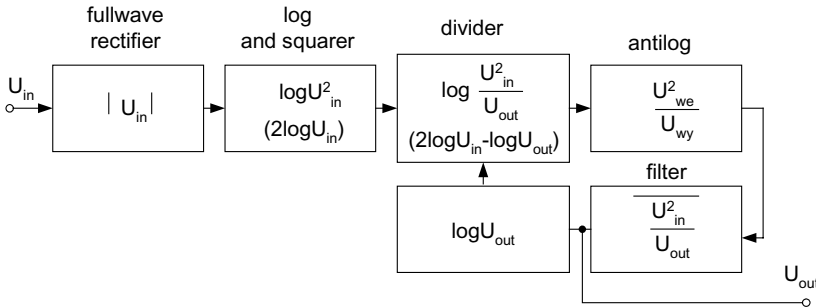 fullwave
rectifier
log
and squarer
divider
antilog
U_in
| U_in |
logU²_in
(2logU_in)
log U²_in / U_out
(2logU_in-logU_out)
U²_we / U_wy
filter
logU_out
U²_in / U_out
U_out